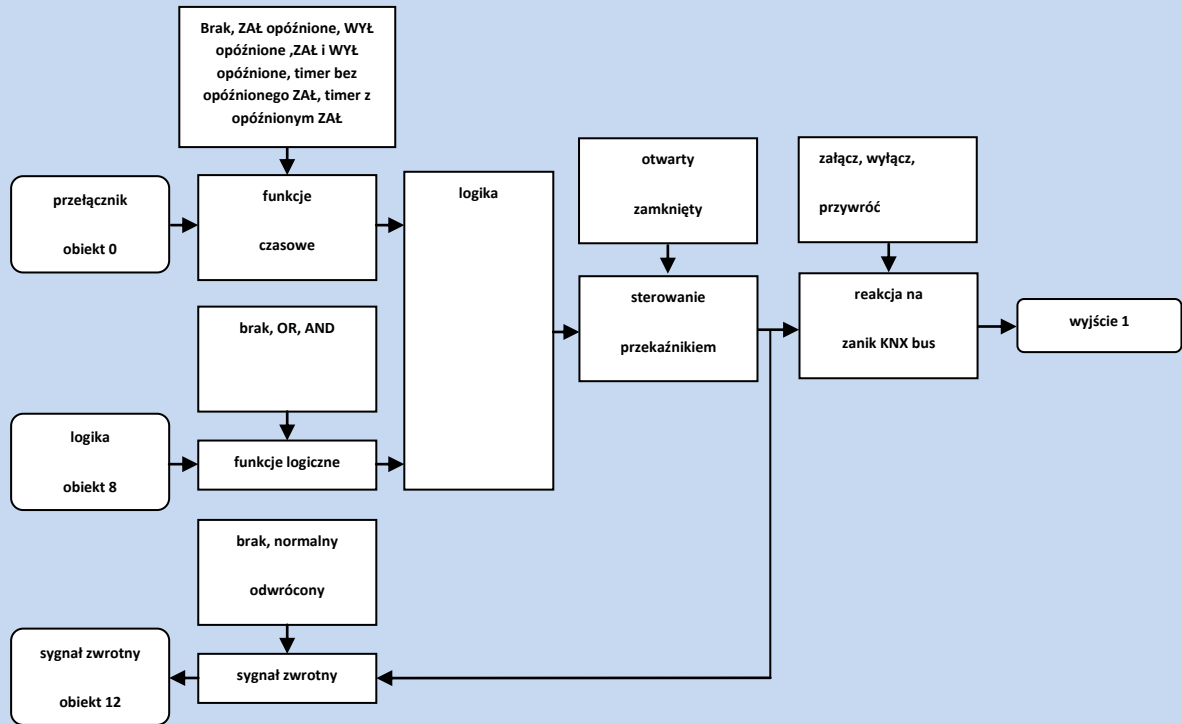 Brak, ZAŁ opóźnione, WYŁ
opóźnione ,ZAŁ i WYŁ
opóźnione, timer bez
opóźnionego ZAŁ, timer z
opóźnionym ZAŁ
otwarty
zamknięty
załącz, wyłącz,
przywróć
przełącznik
obiekt 0
funkcje
czasowe
logika
sterowanie
przekaźnikiem
reakcja na
zanik KNX bus
wyjście 1
brak, OR, AND
logika
obiekt 8
funkcje logiczne
brak, normalny
odwrócony
sygnał zwrotny
obiekt 12
sygnał zwrotny